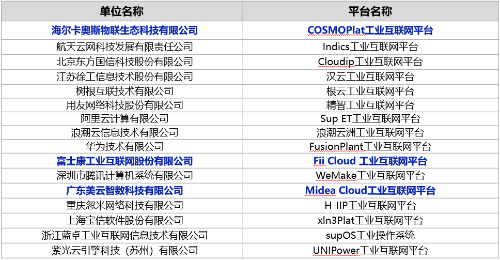 单位名称 平台名称
海尔卡奥斯物联生态科技有限公司 COSMOPlat工业互联网平台
航天云网科技发展有限责任公司 Indics工业互联网平台
北京东方国信科技股份有限公司 Cloudip工业互联网平台
江苏徐工信息技术股份有限公司 汉云工业互联网平台
树根互联技术有限公司 根云工业互联网平台
用友网络科技股份有限公司 精智工业互联网平台
阿里云计算有限公司 Sup ET工业互联网平台
浪潮云信息技术有限公司 浪潮云洲工业互联网平台
华为技术有限公司 FusionPlant工业互联网平台
富士康工业互联网股份有限公司 Fii Cloud 工业互联网平台
深圳市腾讯计算机系统有限公司 WeMake工业互联网平台
广东美云智数科技有限公司 Midea Cloud工业互联网平台
重庆忽米网络科技有限公司 H-IIP工业互联网平台
上海宝信软件股份有限公司 xIn3Plat工业互联网平台
浙江蓝卓工业互联网信息技术有限公司 supOS工业操作系统
紫光云引擎科技（苏州）有限公司 UNIPower工业互联网平台